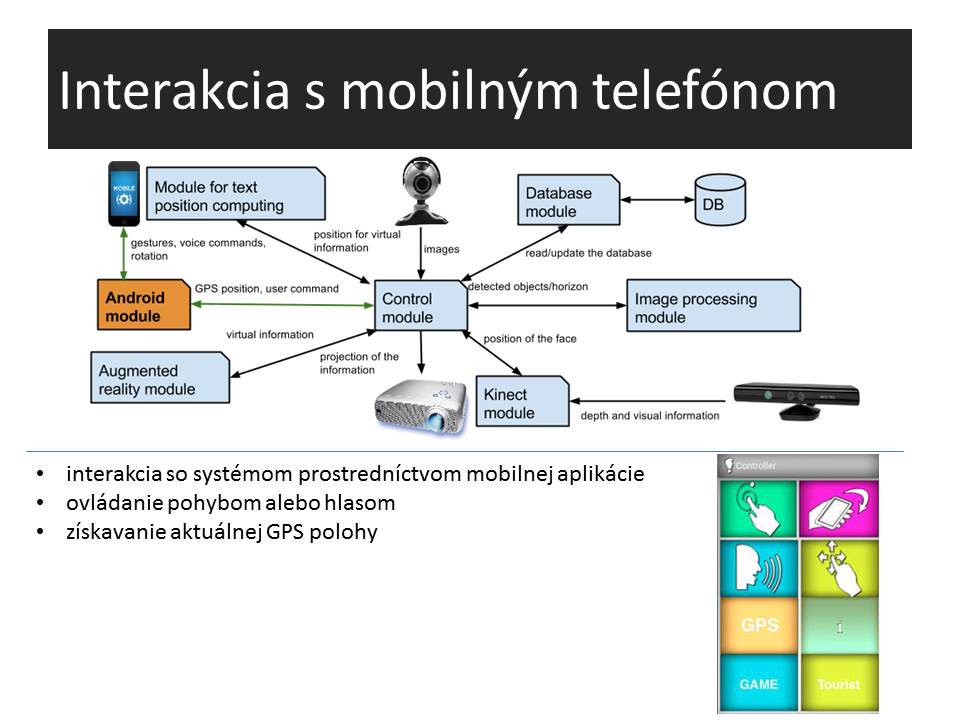 Interakcia s mobilným telefónom
MOBILE
Module for text
position computing
Database
module
DB
gestures, voice commands,
rotation
position for virtual
information
images
read/update the database
Android
module
GPS position, user command
Control
module
detected objects/horizon
Image processing
module
virtual information
projection of the
information
position of the face
Augmented
reality module
Kinect
module
depth and visual information
• interakcia so systémom prostredníctvom mobilnej aplikácie
• ovládanie pohybom alebo hlasom
• získavanie aktuálnej GPS polohy
Controller
GPS
i
GAME
Tourist